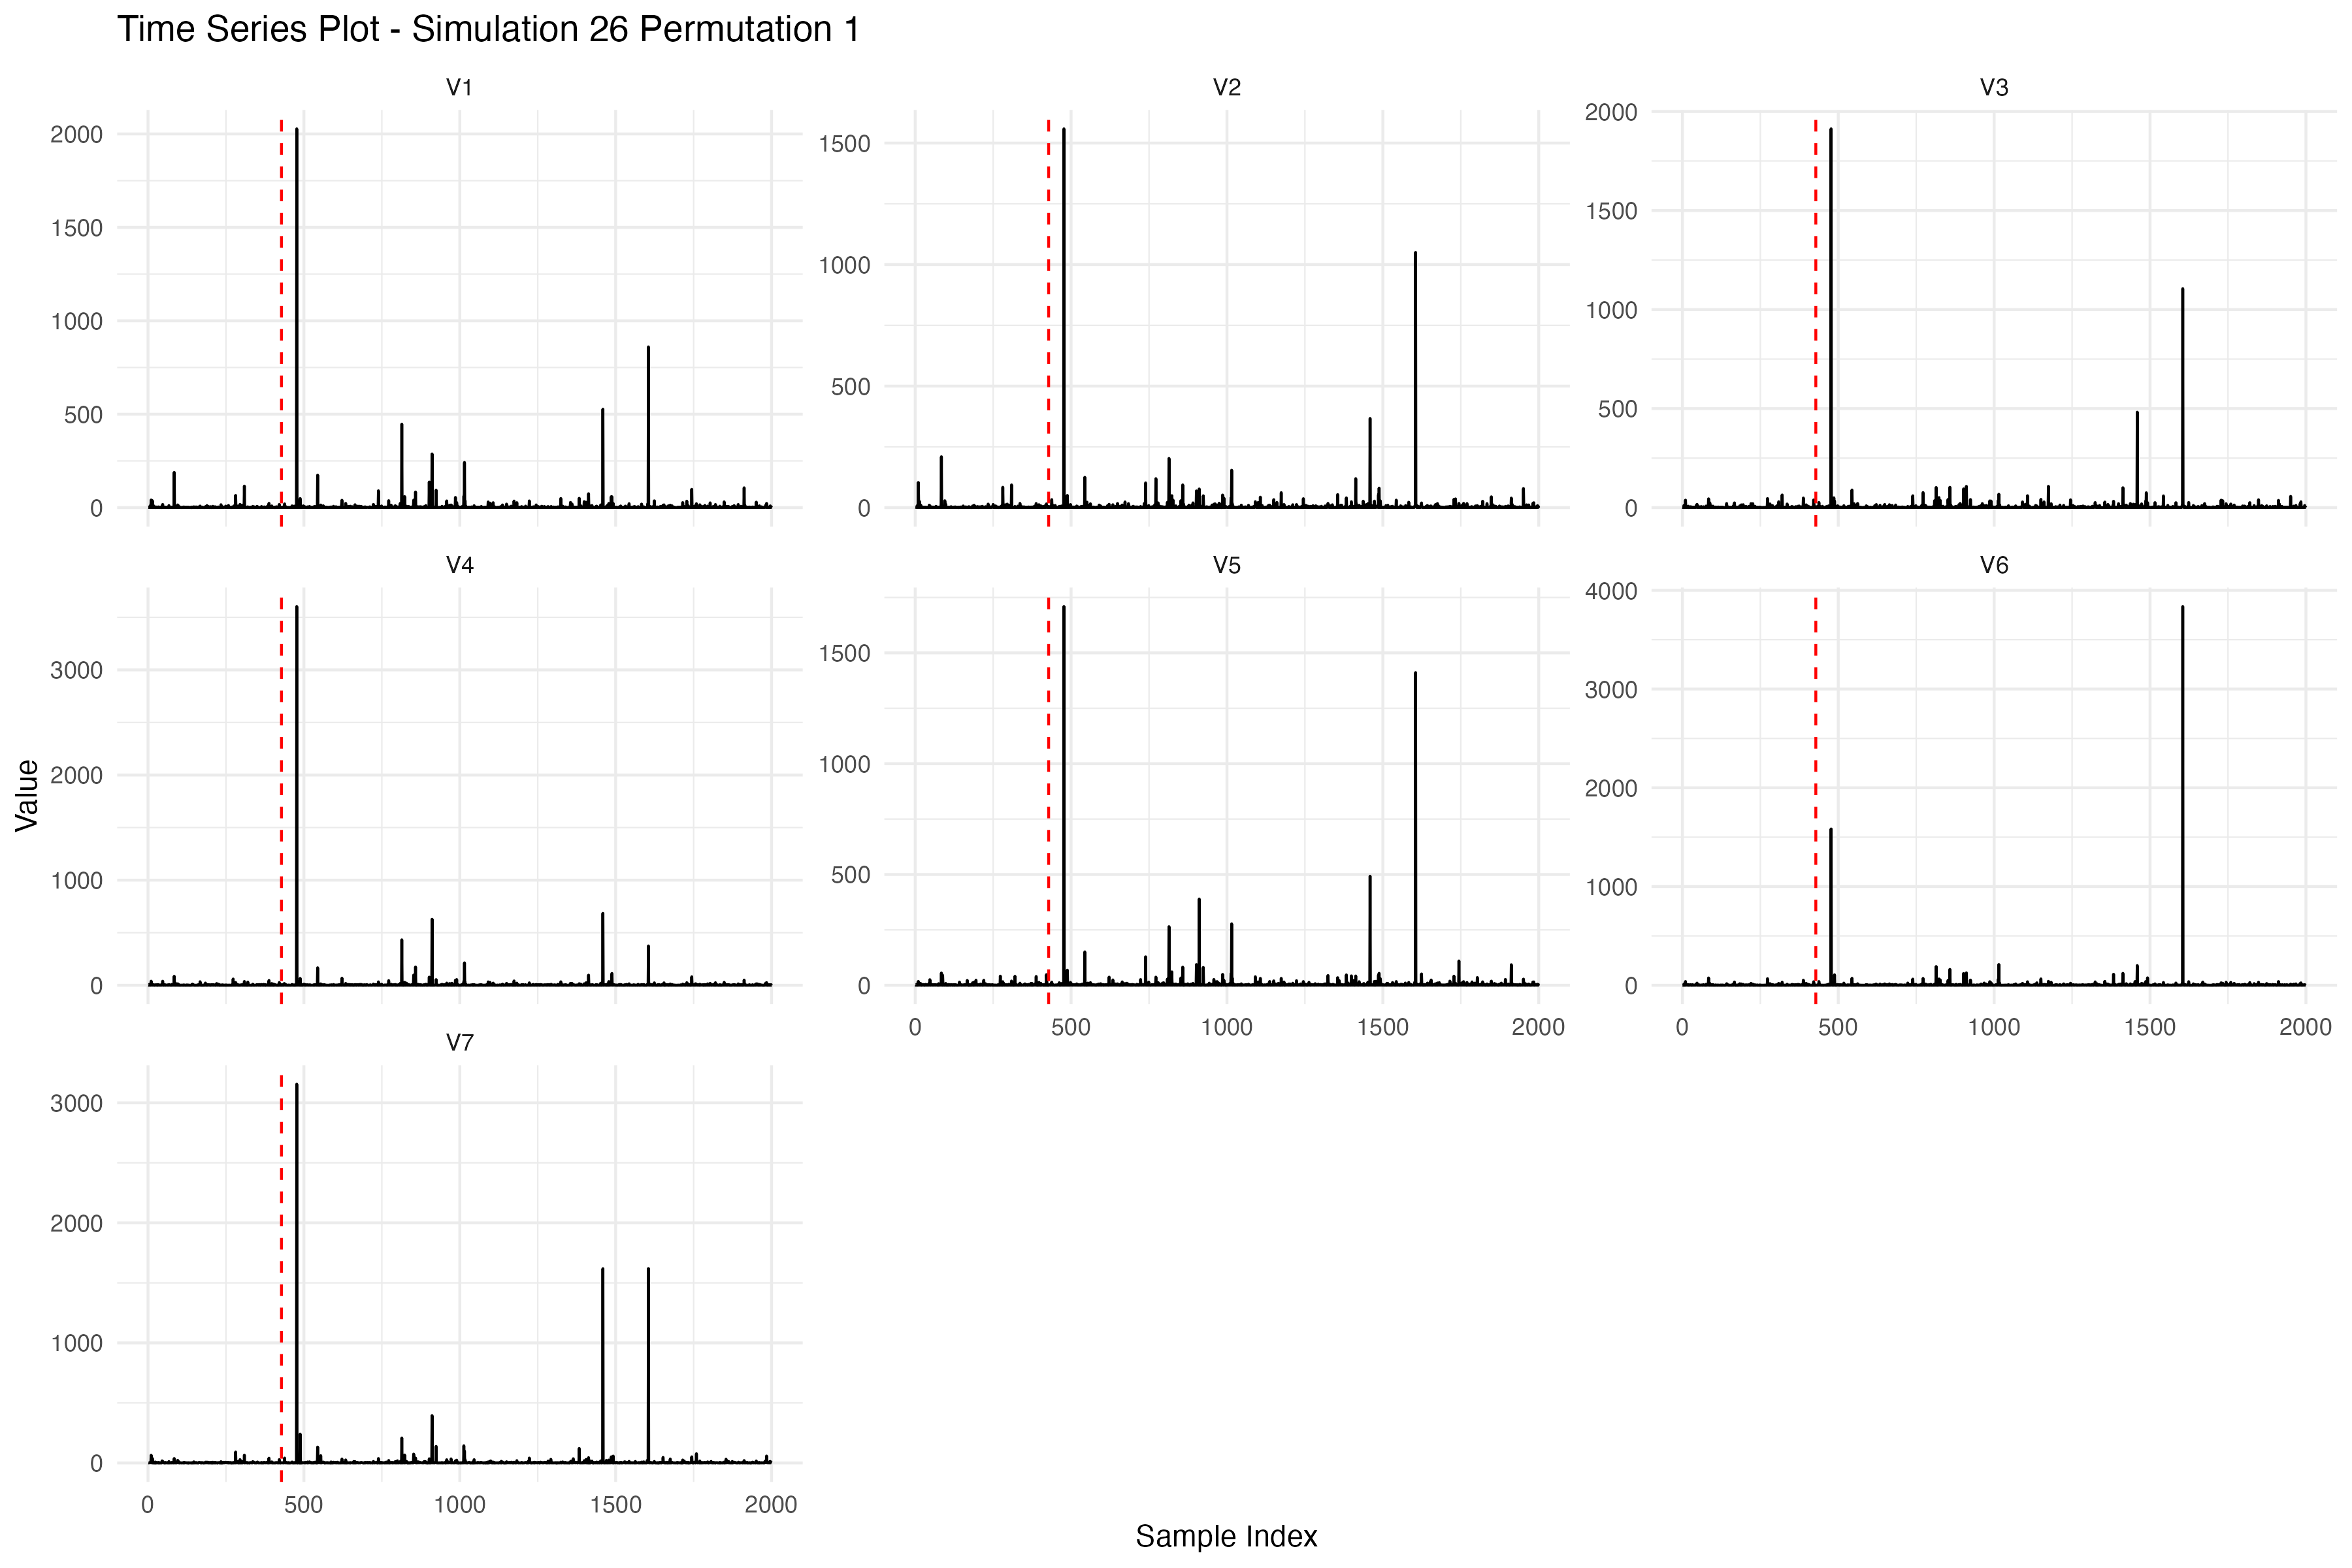 Time Series Plot - Simulation 26 Permutation 1
V1 V2 V3
2000 1500 1000 500 0
1500 1000 500 0
2000 1500 1000 500 0
V4 V5 V6
3000 2000 1000 0
1500 1000 500 0
4000 3000 2000 1000 0
0 500 1000 1500 2000
0 500 1000 1500 2000
V7
3000 2000 1000 0
0 500 1000 1500 2000
Value
Sample Index